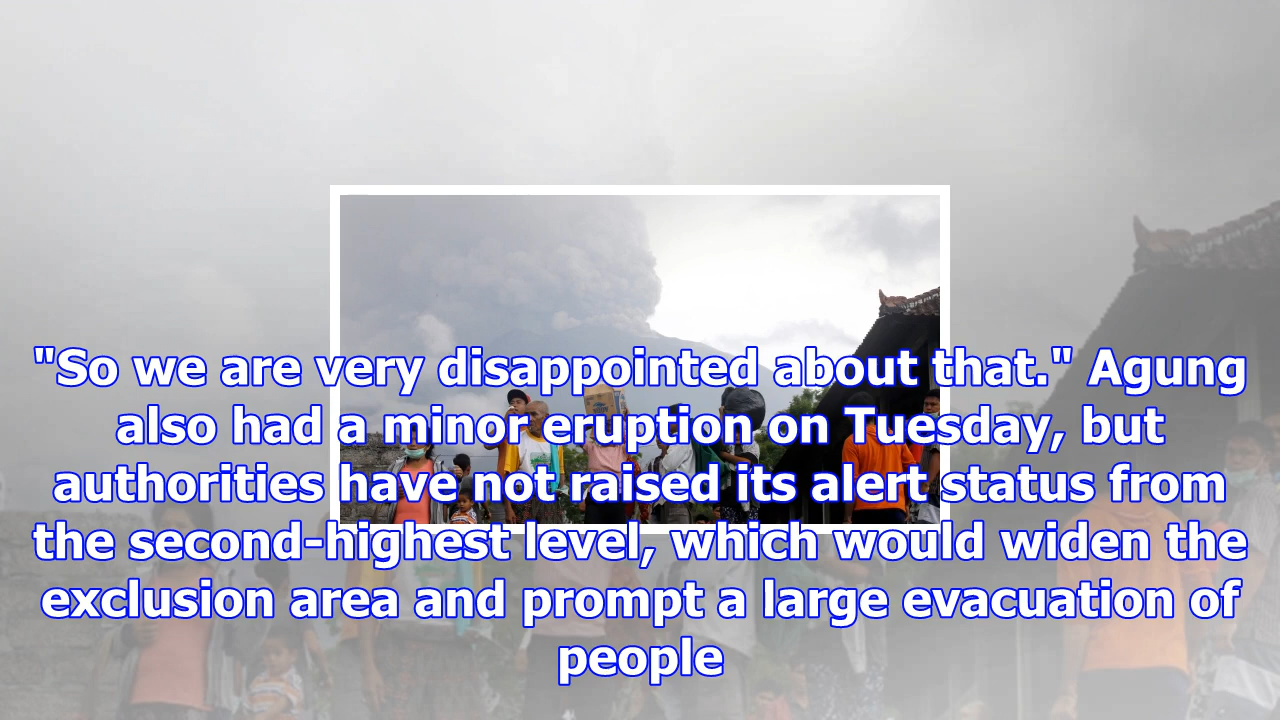 "So we are very disappointed about that." Agung
also had a minor eruption on Tuesday, but
authorities have not raised its alert status from
the second-highest level, which would widen the
exclusion area and prompt a large evacuation of
people